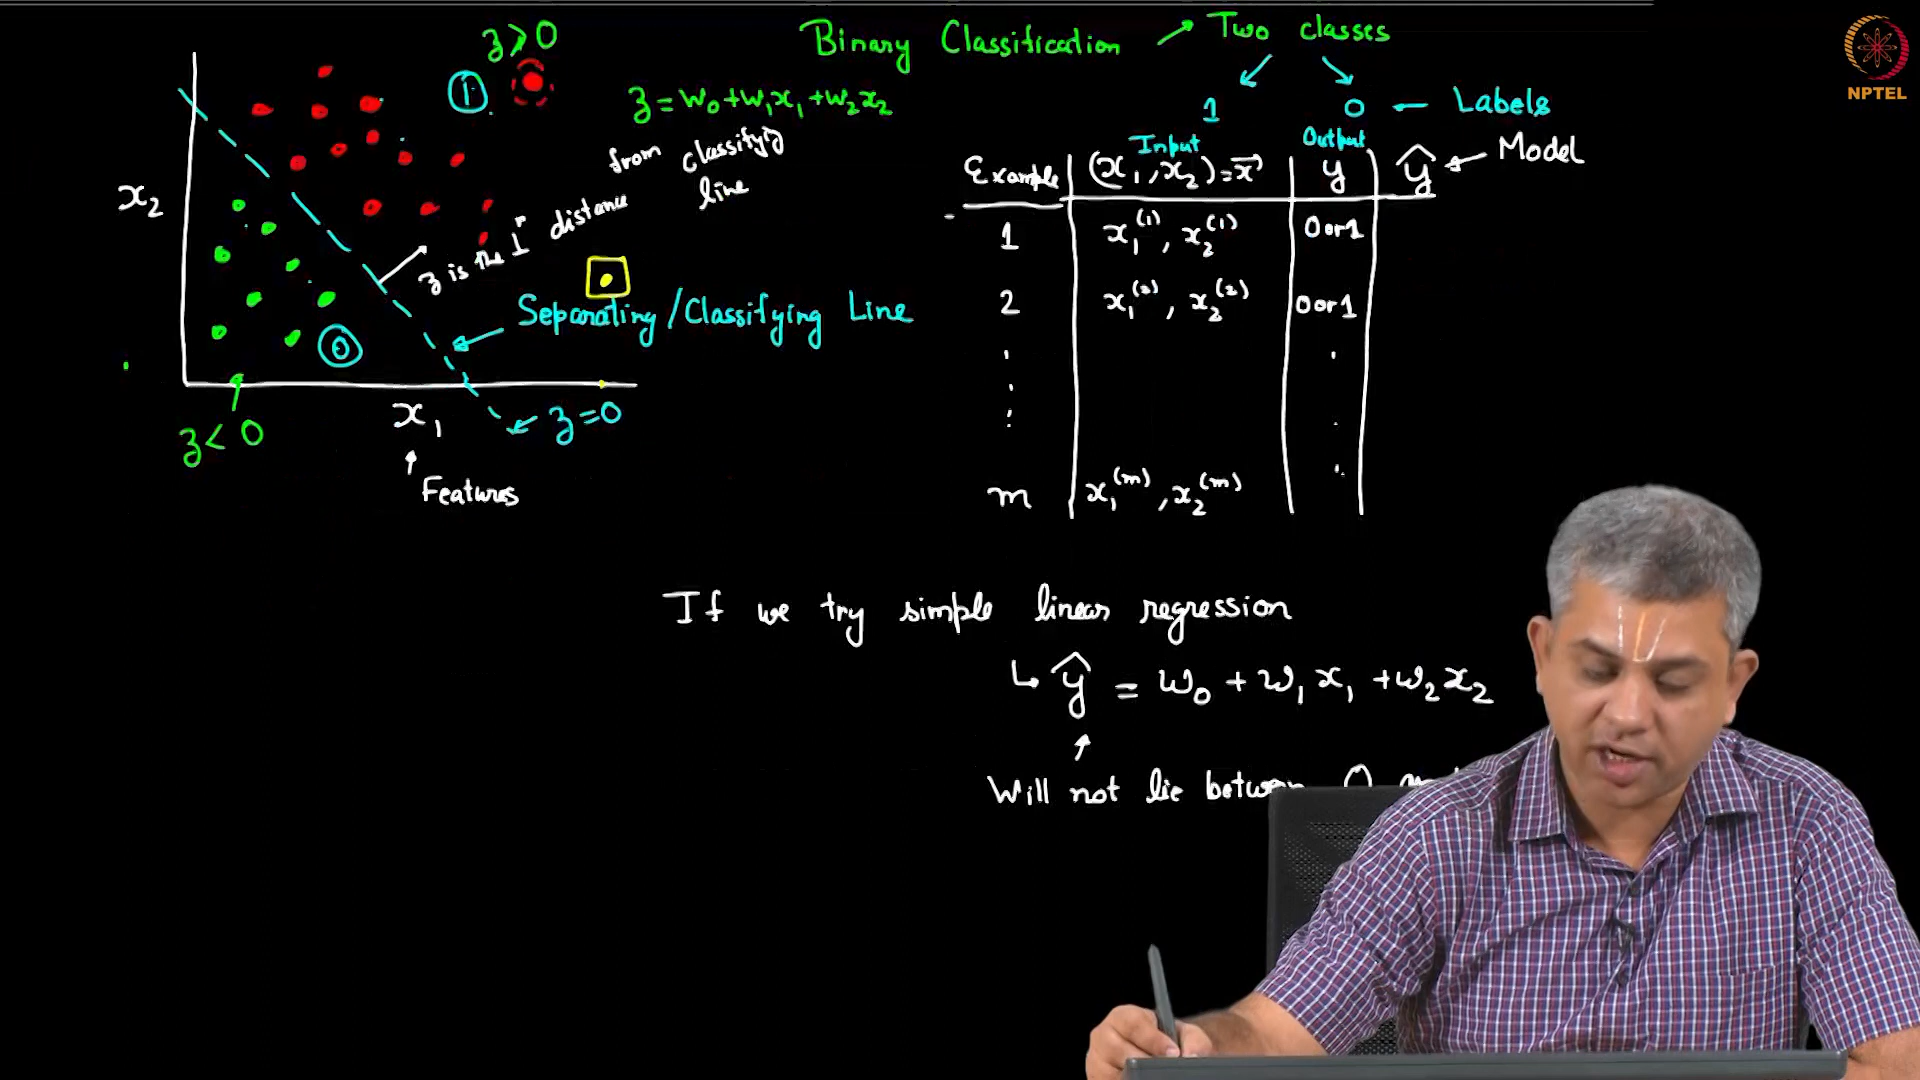 Binary Classification → Two classes
1 0 ← Labels
z>0
① 
z = w₀+w₁x₁+w₂x₂
x₂
z is the ⊥ʳ distance from classifyīg line
Separating/Classifying Line
⓪
z=0
z<0
x₁
Features
Input Output
Example (x₁,x₂)=x⃗ y ŷ ← Model
1 x₁⁽¹⁾, x₂⁽¹⁾ 0 or 1
2 x₁⁽²⁾, x₂⁽²⁾ 0 or 1
m x₁⁽ᵐ⁾, x₂⁽ᵐ⁾
If we try simple linear regression
↳ ŷ = w₀ + w₁x₁ + w₂x₂
Will not lie between 0
NPTEL